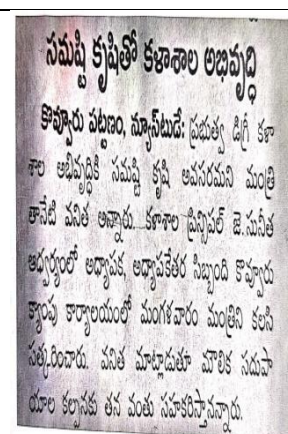 సమష్టి కృషితో కళాశాల అభివృద్ధి
కొవ్వూరు పట్టణం, న్యూస్‌టుడే: ప్రభుత్వ డిగ్రీ కళా
శాల అభివృద్ధికి సమష్టి కృషి అవసరమని మంత్రి
తానేటి వనిత అన్నారు. కళాశాల ప్రిన్సిపల్ జె.సునీత
ఆధ్వర్యంలో అధ్యాపక, అధ్యాపకేతర సిబ్బంది కొవ్వూరు
క్యాంపు కార్యాలయంలో మంగళవారం మంత్రిని కలిసి
సత్కరించారు. వనిత మాట్లాడుతూ మౌలిక సదుపా
యాల కల్పనకు తన వంతు సహకరిస్తానన్నారు.